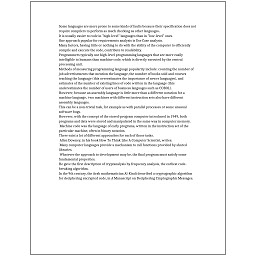 Some languages are more prone to some kinds of faults because their specification does not
require compilers to perform as much checking as other languages.
It is usually easier to code in "high-level" languages than in "low-level" ones.
One approach popular for requirements analysis is Use Case analysis.
Many factors, having little or nothing to do with the ability of the computer to efficiently
compile and execute the code, contribute to readability.
Programmers typically use high-level programming languages that are more easily
intelligible to humans than machine code, which is directly executed by the central
processing unit.
Methods of measuring programming language popularity include: counting the number of
job advertisements that mention the language, the number of books sold and courses
teaching the language (this overestimates the importance of newer languages), and
estimates of the number of existing lines of code written in the language (this
underestimates the number of users of business languages such as COBOL).
However, because an assembly language is little more than a different notation for a
machine language, two machines with different instruction sets also have different
assembly languages.
This can be a non-trivial task, for example as with parallel processes or some unusual
software bugs.
However, with the concept of the stored-program computer introduced in 1949, both
programs and data were stored and manipulated in the same way in computer memory.
Machine code was the language of early programs, written in the instruction set of the
particular machine, often in binary notation.
There exist a lot of different approaches for each of those tasks.
Allen Downey, in his book How To Think Like A Computer Scientist, writes:
Many computer languages provide a mechanism to call functions provided by shared
libraries.
Whatever the approach to development may be, the final program must satisfy some
fundamental properties.
He gave the first description of cryptanalysis by frequency analysis, the earliest code-
breaking algorithm.
In the 9th century, the Arab mathematician Al-Kindi described a cryptographic algorithm
for deciphering encrypted code, in A Manuscript on Deciphering Cryptographic Messages.